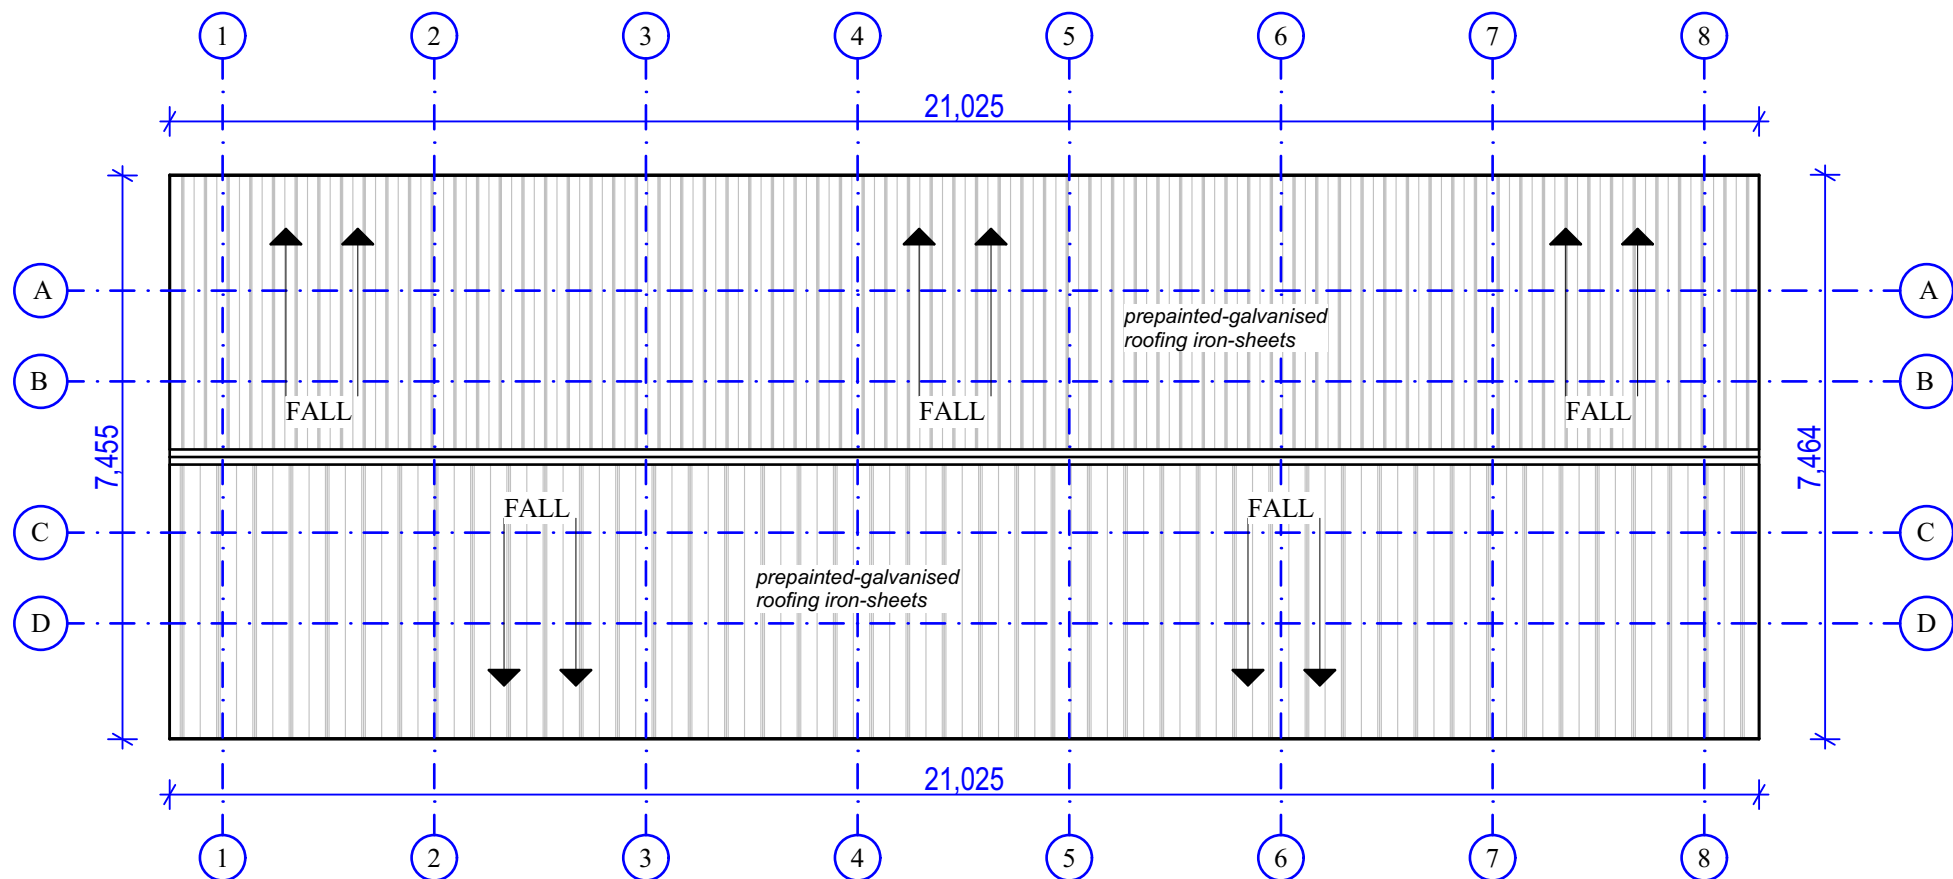 1 2 3 4 5 6 7 8
21,025
A A
prepainted-galvanised
roofing iron-sheets
B B
FALL FALL FALL
7,455 7,464
FALL FALL
C C
prepainted-galvanised
roofing iron-sheets
D D
21,025
1 2 3 4 5 6 7 8